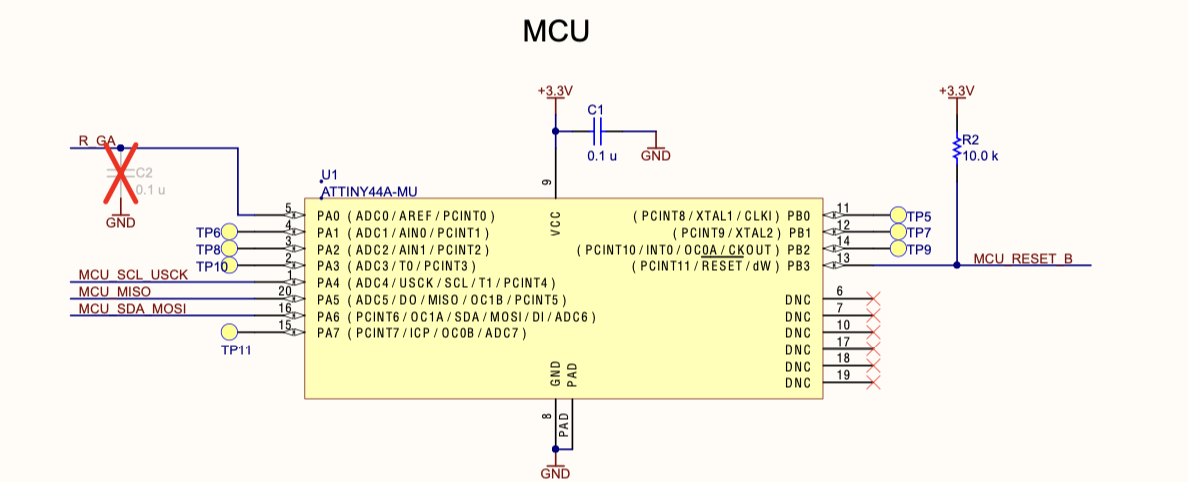 MCU
+3.3V
+3.3V
C1
0.1 u
GND
R2
10.0 k
R_GA
C2
0.1 u
GND
U1
ATTINY44A-MU
9
VCC
5 PA0 ( ADC0 / AREF / PCINT0 )
4 PA1 ( ADC1 / AIN0 / PCINT1 )
3 PA2 ( ADC2 / AIN1 / PCINT2 )
2 PA3 ( ADC3 / T0 / PCINT3 )
1 PA4 ( ADC4 / USCK / SCL / T1 / PCINT4 )
20 PA5 ( ADC5 / DO / MISO / OC1B / PCINT5 )
16 PA6 ( PCINT6 / OC1A / SDA / MOSI / DI / ADC6 )
15 PA7 ( PCINT7 / ICP / OC0B / ADC7 )
TP6
TP8
TP10
MCU_SCL_USCK
MCU_MISO
MCU_SDA_MOSI
TP11
( PCINT8 / XTAL1 / CLKI ) PB0 11
( PCINT9 / XTAL2 ) PB1 12
( PCINT10 / INT0 / OC0A / CKOUT ) PB2 14
( PCINT11 / RESET / dW ) PB3 13
TP5
TP7
TP9
MCU_RESET_B
DNC 6
DNC 7
DNC 10
DNC 17
DNC 18
DNC 19
GND
PAD
8
PAD
GND